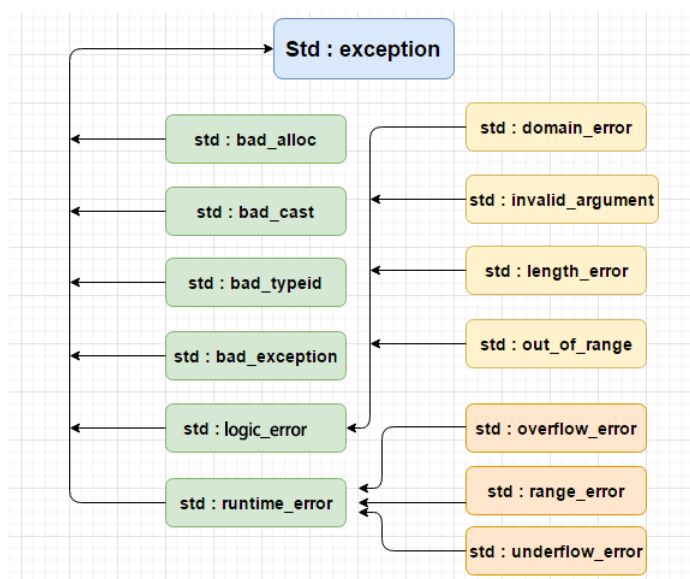 Std : exception
std : bad_alloc
std : bad_cast
std : bad_typeid
std : bad_exception
std : logic_error
std : runtime_error
std : domain_error
std : invalid_argument
std : length_error
std : out_of_range
std : overflow_error
std : range_error
std : underflow_error